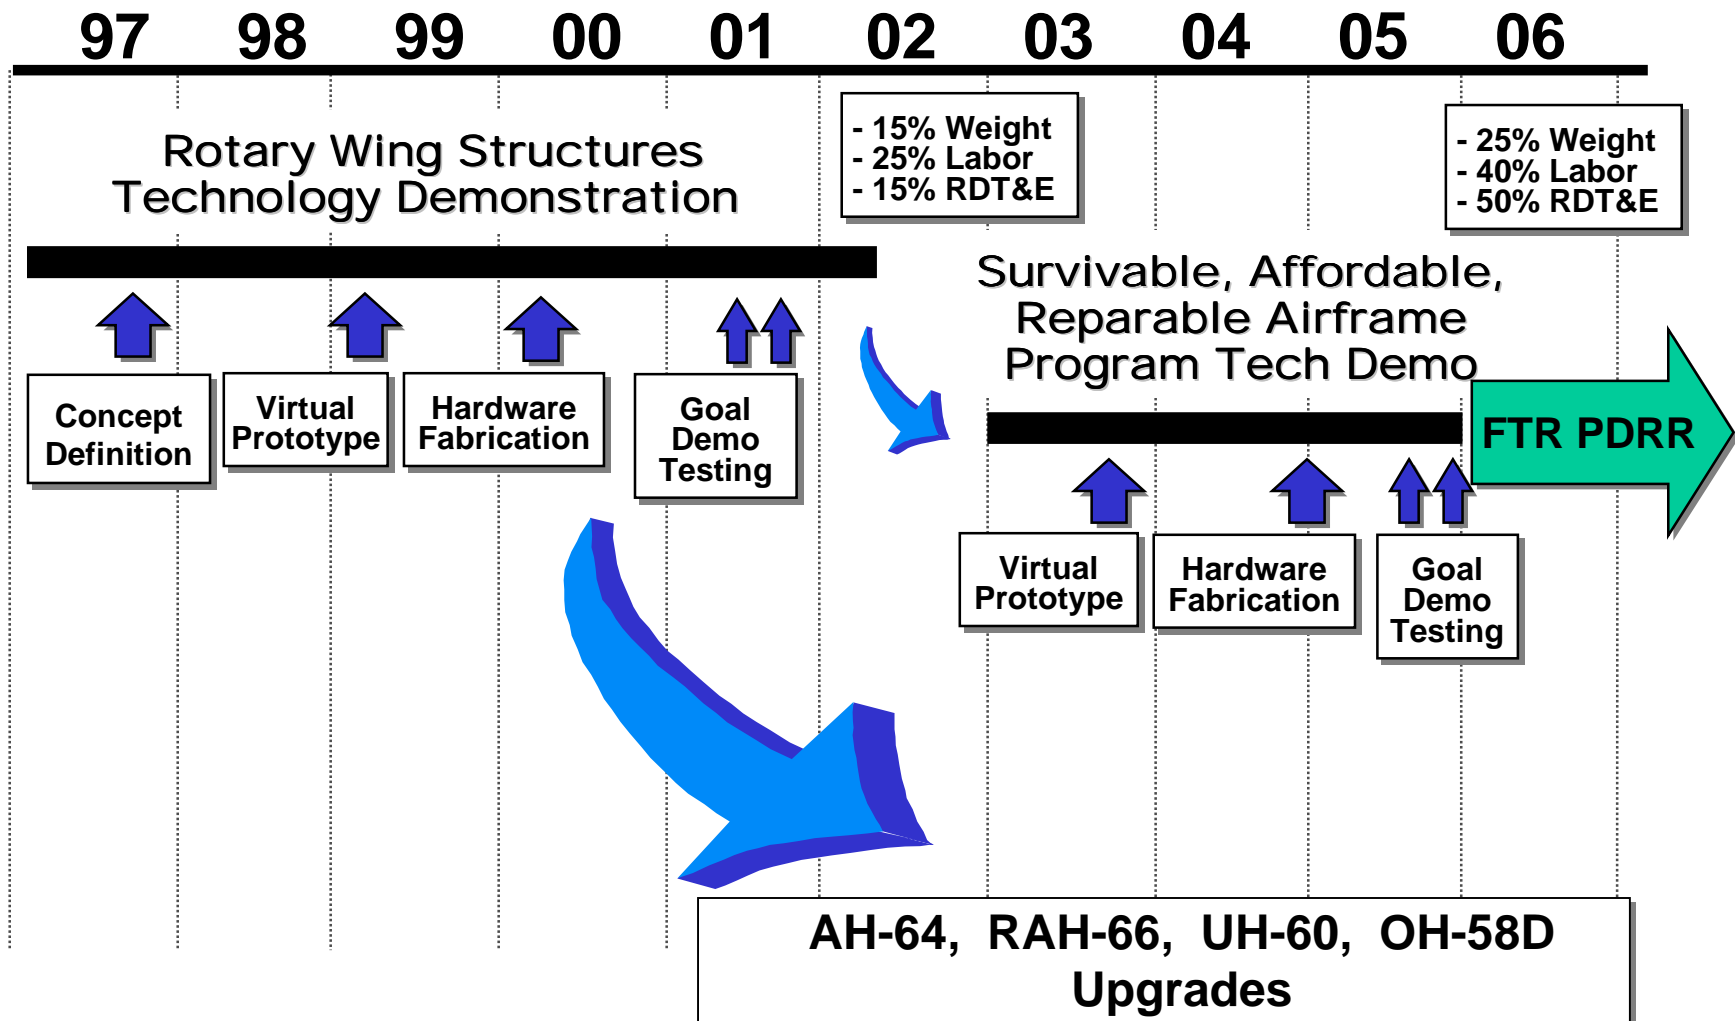 97 98 99 00 01 02 03 04 05 06
Rotary Wing Structures
Technology Demonstration
- 15% Weight
- 25% Labor
- 15% RDT&E
- 25% Weight
- 40% Labor
- 50% RDT&E
Survivable, Affordable,
Reparable Airframe
Program Tech Demo
Concept
Definition
Virtual
Prototype
Hardware
Fabrication
Goal
Demo
Testing
FTR PDRR
Virtual
Prototype
Hardware
Fabrication
Goal
Demo
Testing
AH-64, RAH-66, UH-60, OH-58D
Upgrades